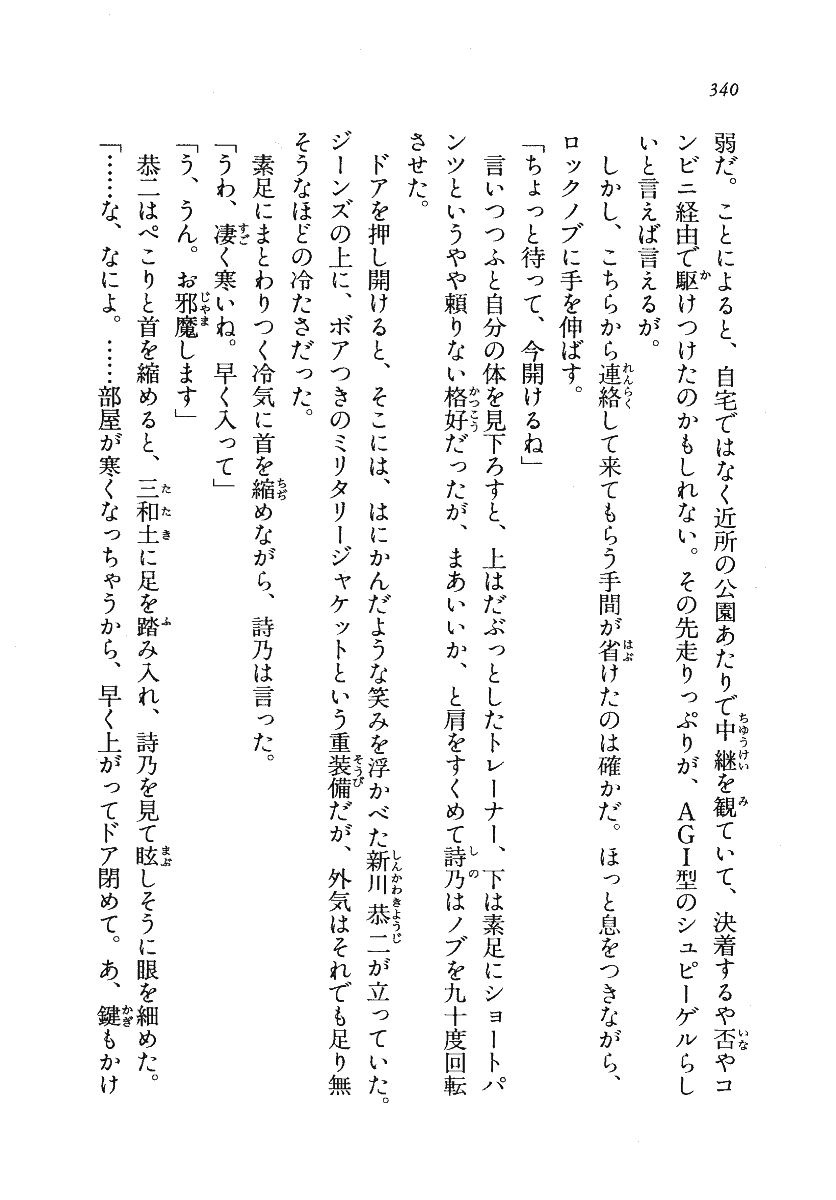 340
弱だ。ことによると、自宅ではなく近所の公園あたりで中継を観ていて、決着するや否やコ
ンビニ経由で駆けつけたのかもしれない。その先走りっぷりが、AGI型のシュピーゲルらし
いと言えば言えるが。
しかし、こちらから連絡して来てもらう手間が省けたのは確かだ。ほっと息をつきながら、
ロックノブに手を伸ばす。
「ちょっと待って、今開けるね」
言いつつふと自分の体を見下ろすと、上はだぶっとしたトレーナー、下は素足にショートパ
ンツというやや頼りない格好だったが、まあいいか、と肩をすくめて詩乃はノブを九十度回転
させた。
ドアを押し開けると、そこには、はにかんだような笑みを浮かべた新川恭二が立っていた。
ジーンズの上に、ボアつきのミリタリージャケットという重装備だが、外気はそれでも足り無
そうなほどの冷たさだった。
素足にまとわりつく冷気に首を縮めながら、詩乃は言った。
「うわ、凄く寒いね。早く入って」
「う、うん。お邪魔します」
恭二はぺこりと首を縮めると、三和土に足を踏み入れ、詩乃を見て眩しそうに眼を細めた。
「……な、なによ。……部屋が寒くなっちゃうから、早く上がってドア閉めて。あ、鍵もかけ